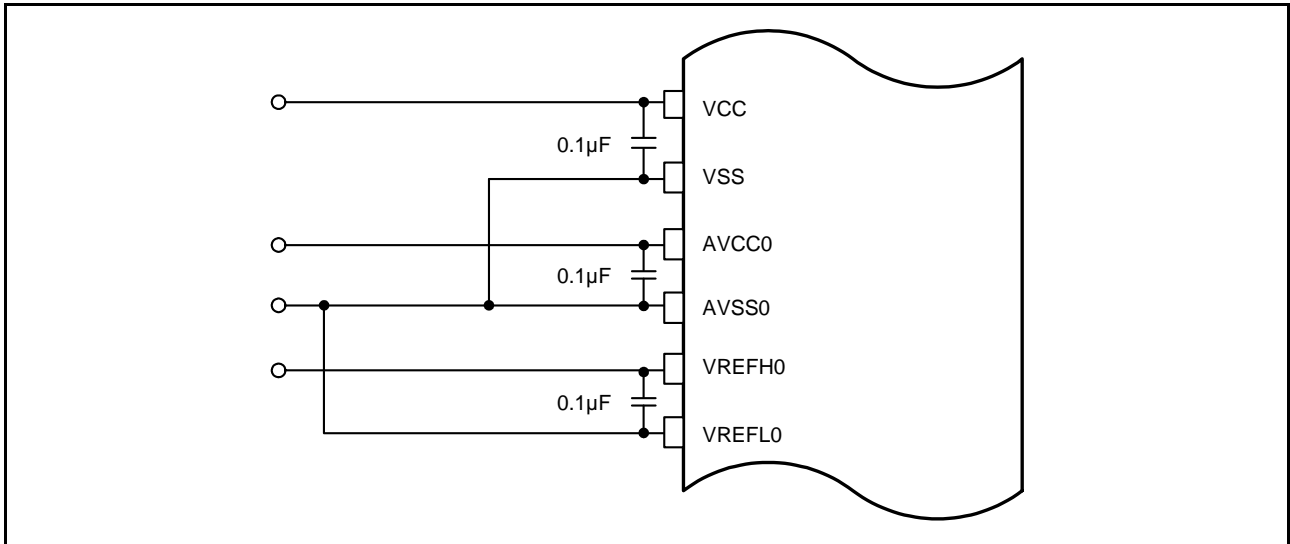 VCC
0.1µF
VSS
AVCC0
0.1µF
AVSS0
VREFH0
0.1µF
VREFL0